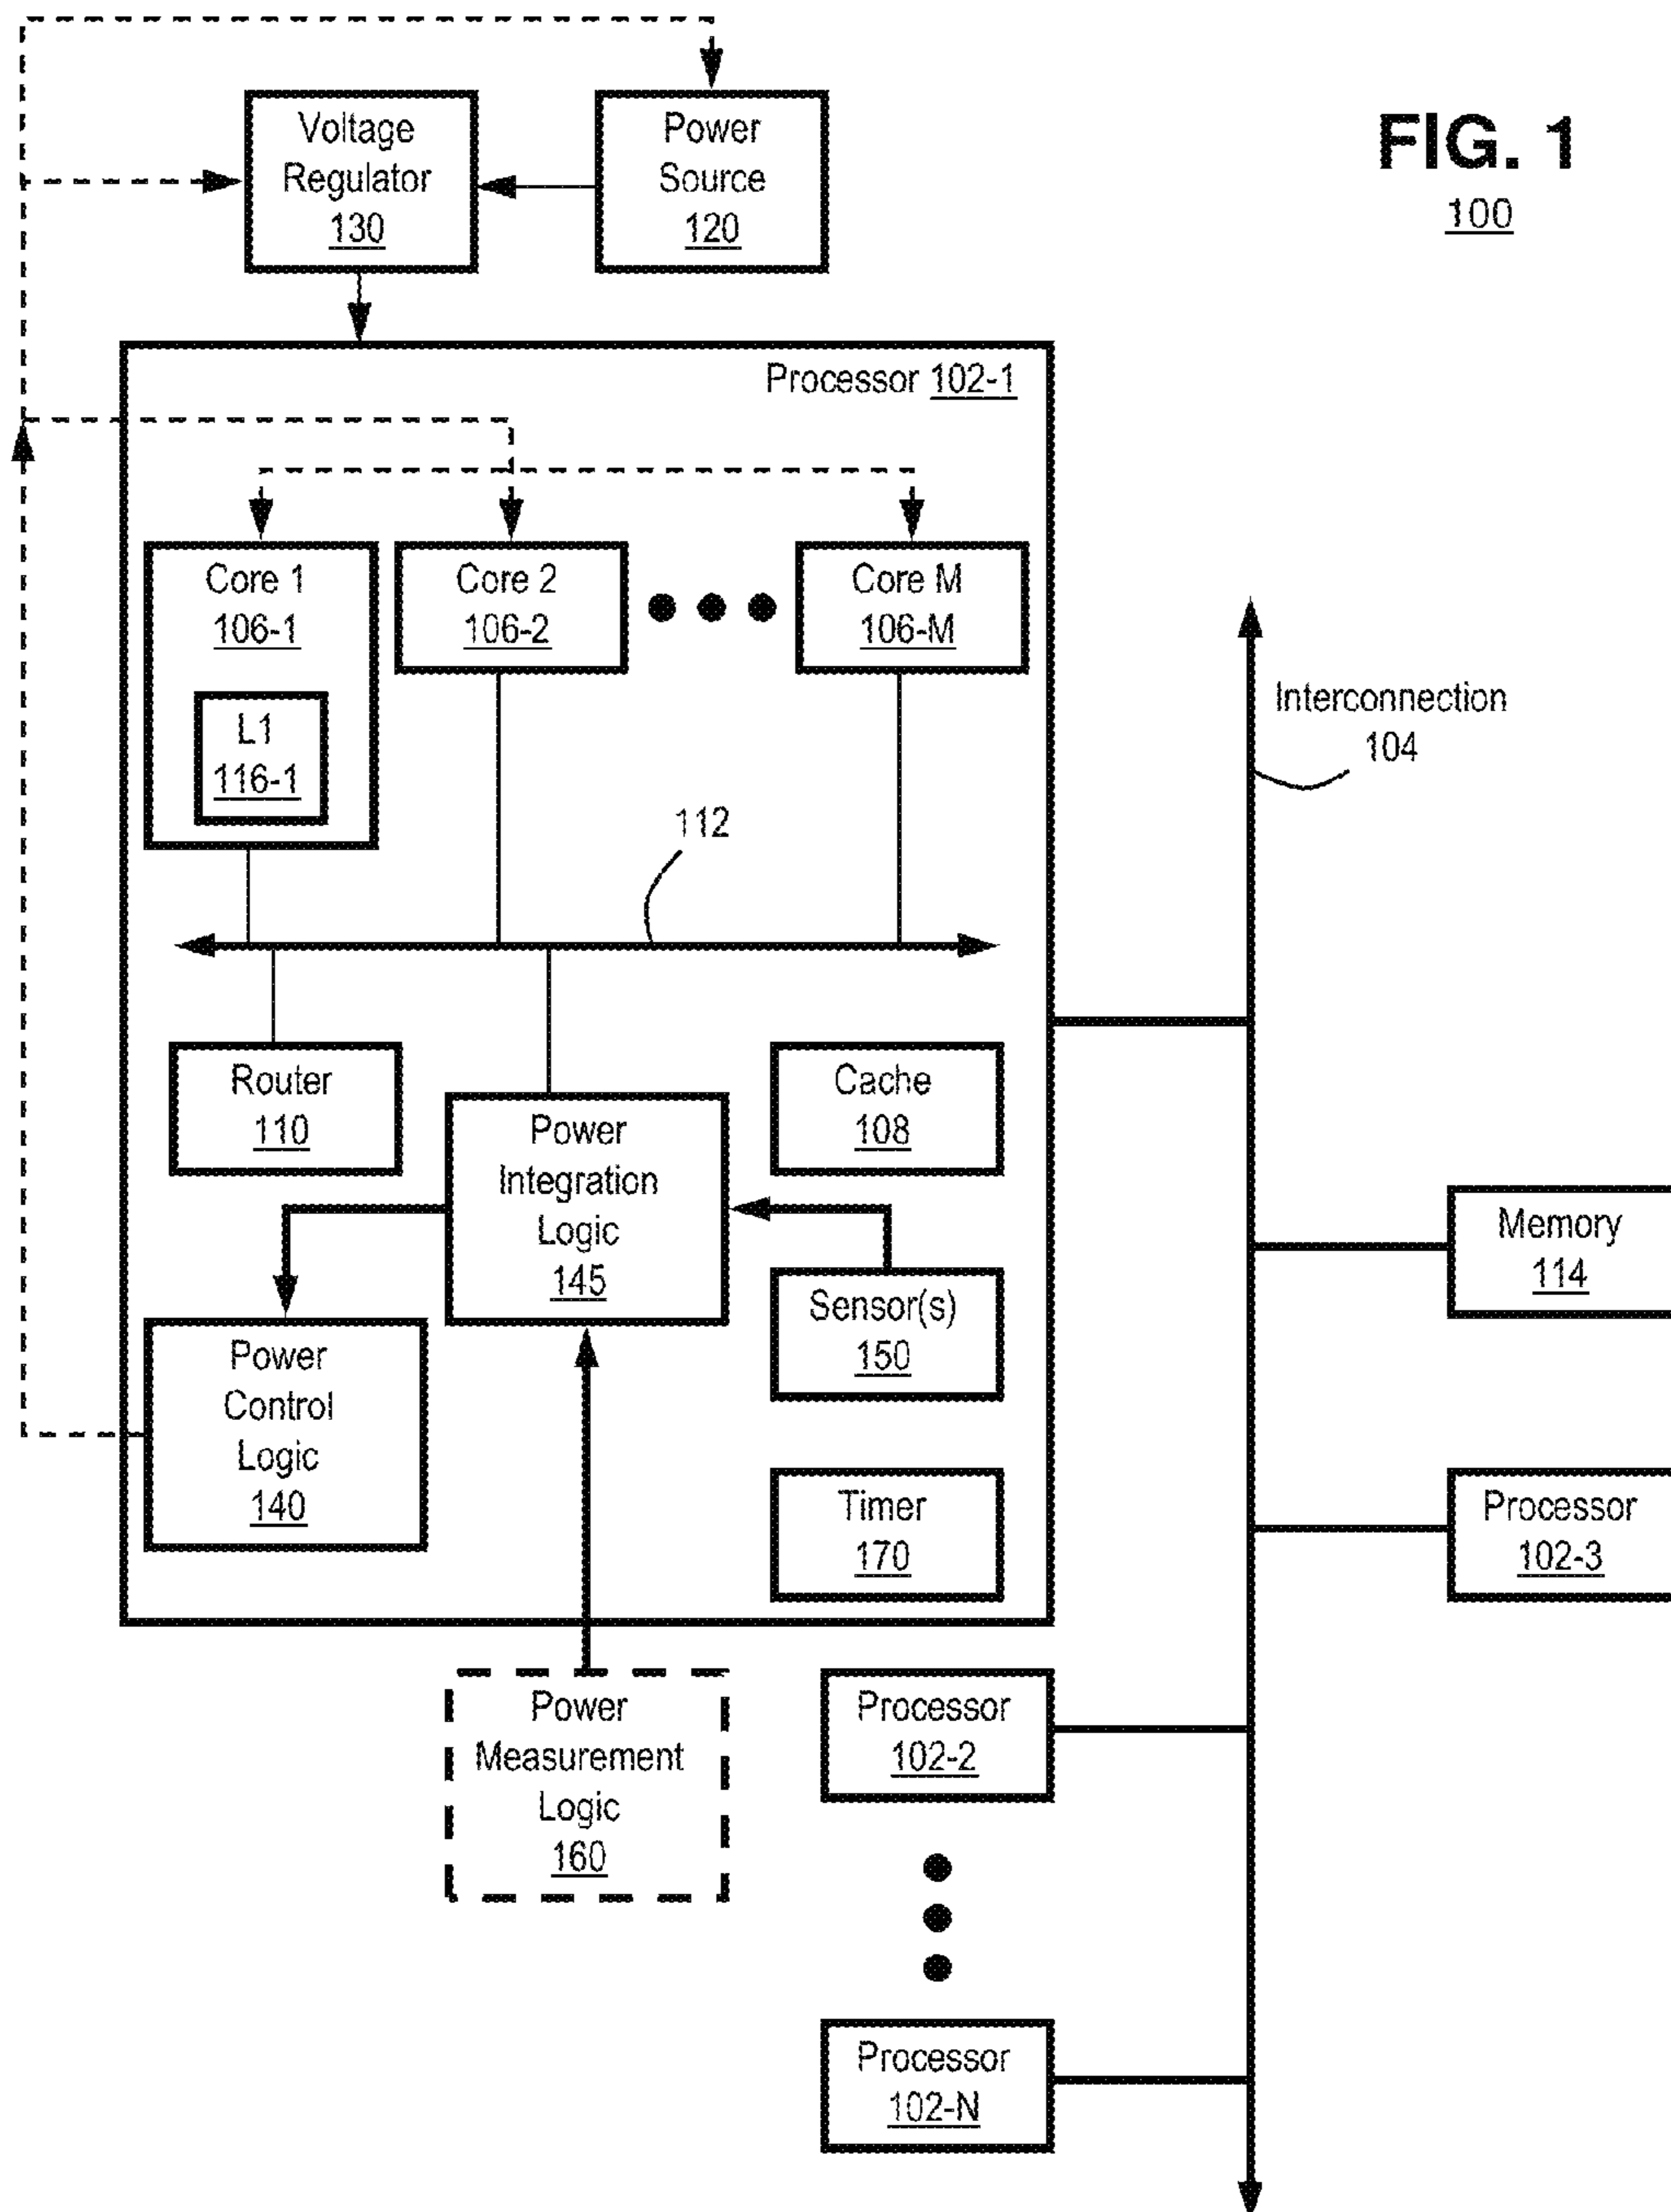 FIG. 1
100
Voltage
Regulator
130
Power
Source
120
Processor 102-1
Core 1
106-1
L1
116-1
Core 2
106-2
Core M
106-M
Interconnection
104
112
Router
110
Power
Integration
Logic
145
Cache
108
Sensor(s)
150
Power
Control
Logic
140
Timer
170
Memory
114
Processor
102-3
Power
Measurement
Logic
160
Processor
102-2
Processor
102-N